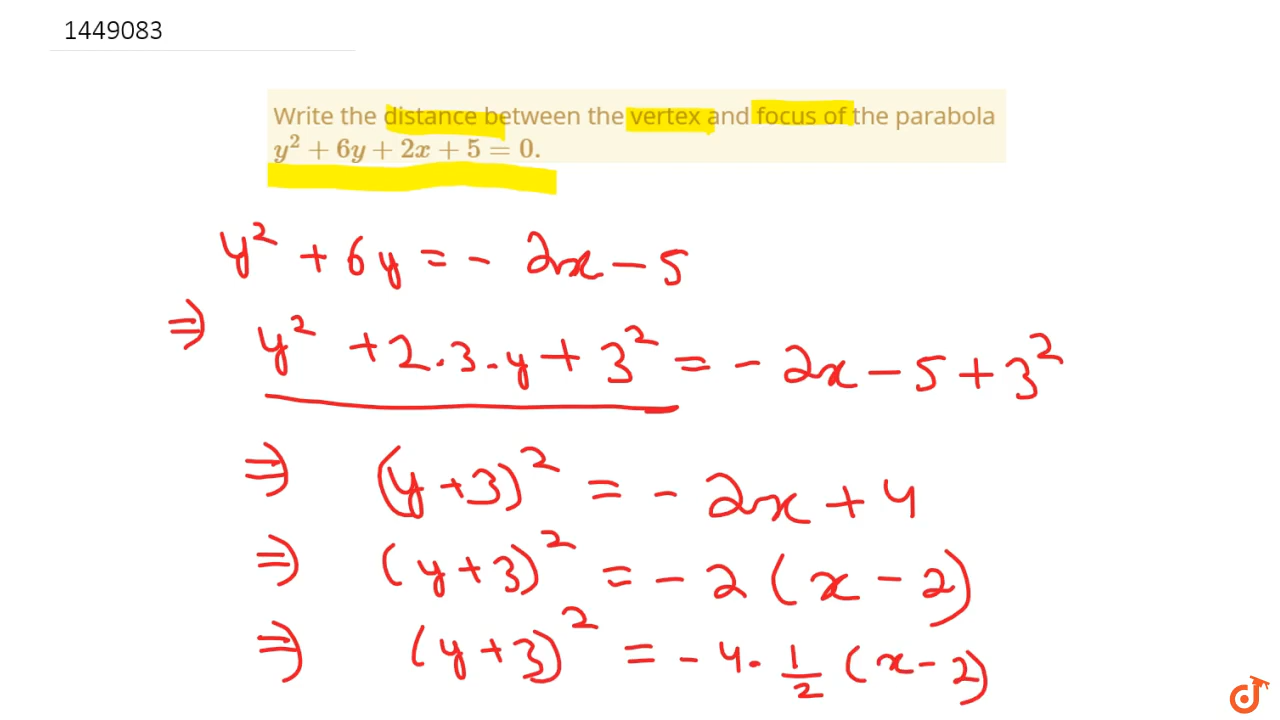 1449083
Write the distance between the vertex and focus of the parabola
y² + 6y + 2x + 5 = 0.
y² + 6y = - 2x - 5
⇒ y² + 2·3·y + 3² = - 2x - 5 + 3²
⇒ (y+3)² = - 2x + 4
⇒ (y+3)² = - 2 (x - 2)
⇒ (y+3)² = - 4 · 1/2 (x - 2)